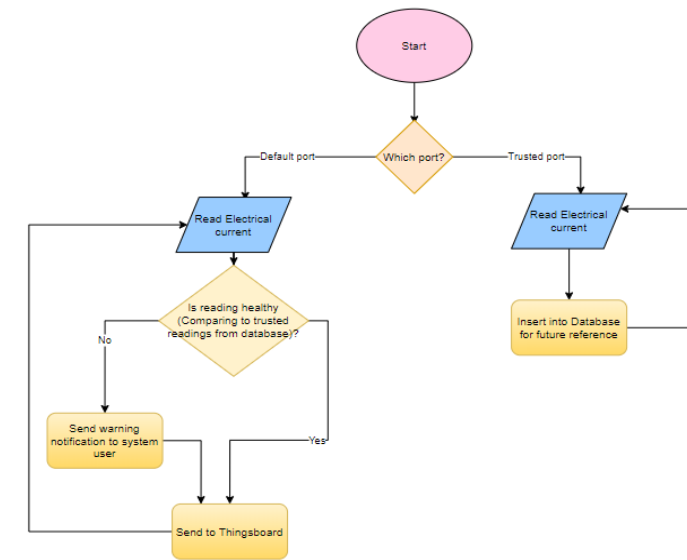 Start
Which port?
Default port
Trusted port
Read Electrical
current
Read Electrical
current
Is reading healthy
(Comparing to trusted
readings from database)?
No
Yes
Insert into Database
for future reference
Send warning
notification to system
user
Send to Thingsboard